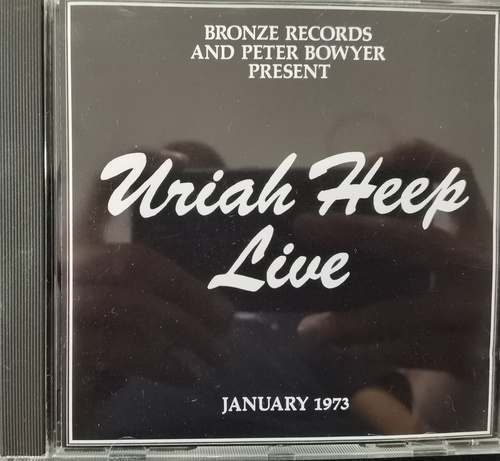 BRONZE RECORDS
AND PETER BOWYER
PRESENT
Uriah Heep
Live
JANUARY 1973